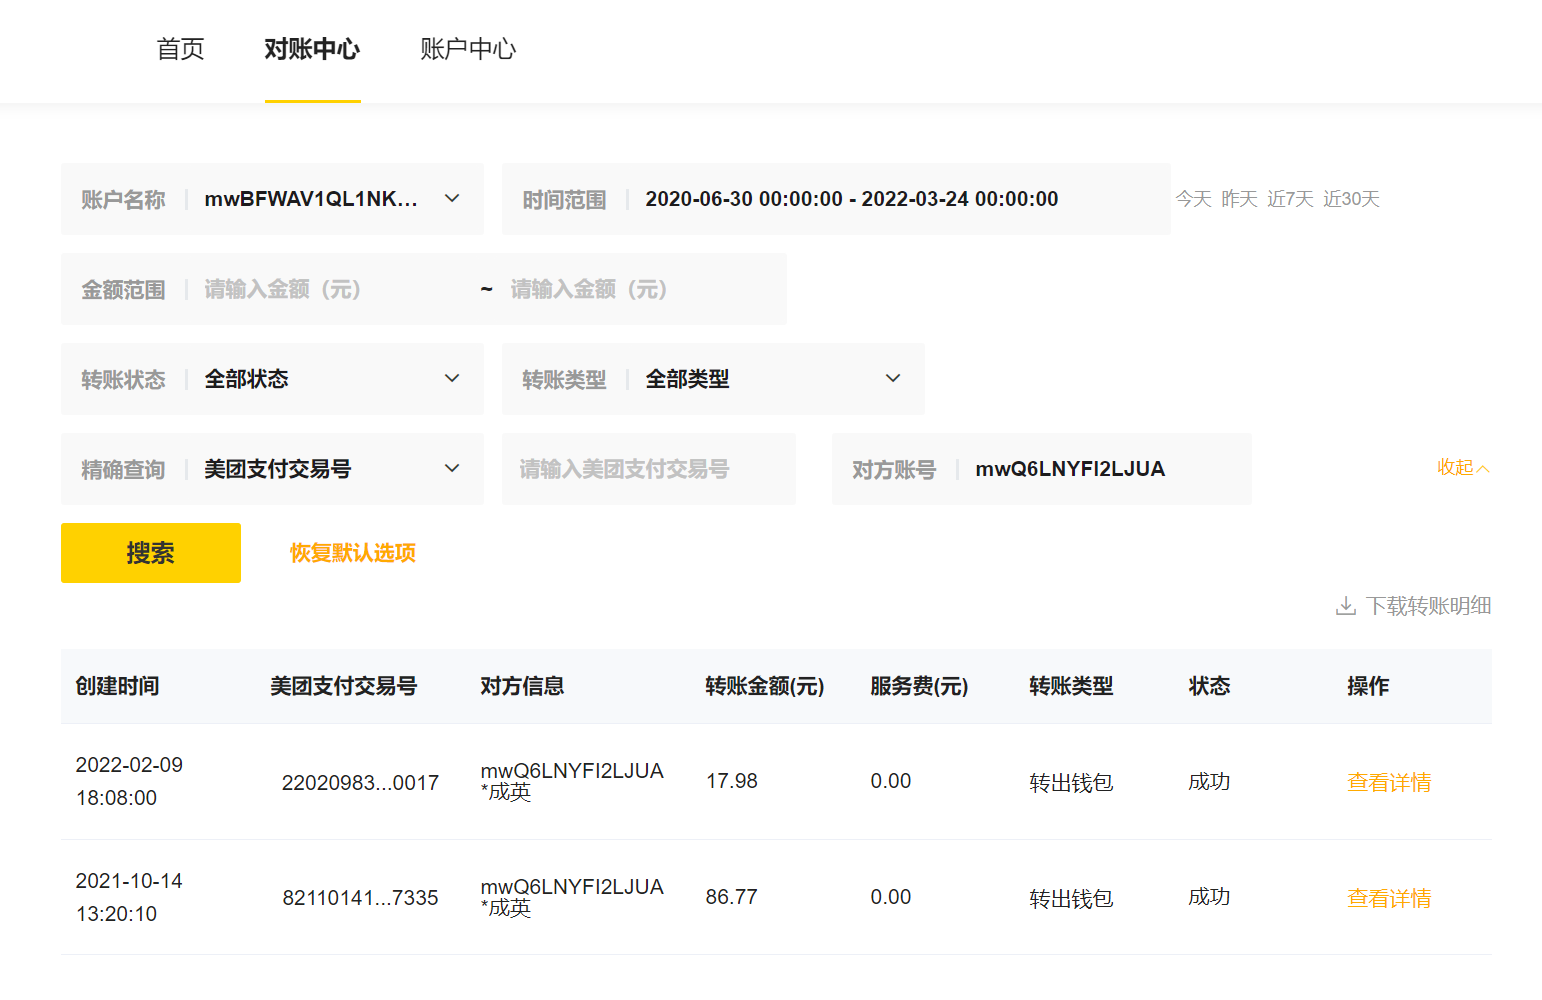 首页 对账中心 账户中心
账户名称 mwBFWAV1QL1NK... 时间范围 2020-06-30 00:00:00 - 2022-03-24 00:00:00 今天 昨天 近7天 近30天
金额范围 请输入金额（元） ~ 请输入金额（元）
转账状态 全部状态 转账类型 全部类型
精确查询 美团支付交易号 请输入美团支付交易号 对方账号 mwQ6LNYFI2LJUA 收起
搜索 恢复默认选项
下载转账明细
创建时间 美团支付交易号 对方信息 转账金额(元) 服务费(元) 转账类型 状态 操作
2022-02-09
18:08:00
22020983...0017
mwQ6LNYFI2LJUA
*成英
17.98 0.00 转出钱包 成功 查看详情
2021-10-14
13:20:10
82110141...7335
mwQ6LNYFI2LJUA
*成英
86.77 0.00 转出钱包 成功 查看详情